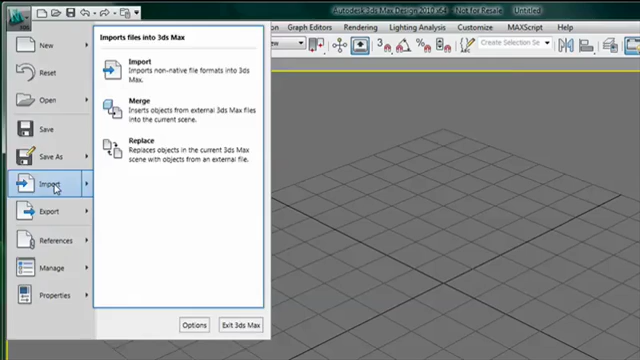 Autodesk 3ds Max Design 2010 x64 - Not for Resale Untitled
Graph Editors Rendering Lighting Analysis Customize MAXScript Help
Create Selection Se
New
Reset
Open
Save
Save As
Import
Export
References
Manage
Properties
Imports files into 3ds Max
Import
Imports non-native file formats into 3ds
Max.
Merge
Inserts objects from external 3ds Max files
into the current scene.
Replace
Replaces objects in the current 3ds Max
scene with objects from an external file.
Options Exit 3ds Max